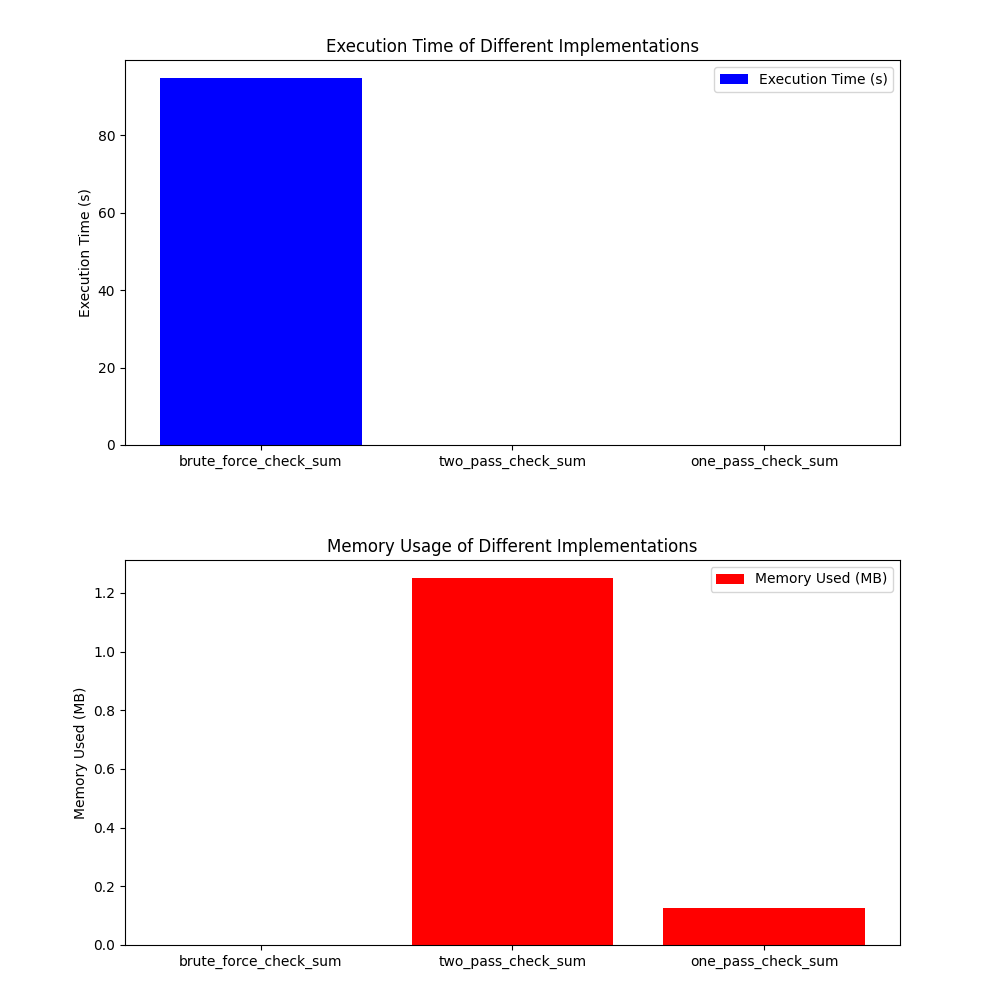 Execution Time of Different Implementations
Execution Time (s)
Execution Time (s)
80
60
40
20
0
brute_force_check_sum two_pass_check_sum one_pass_check_sum
Memory Usage of Different Implementations
Memory Used (MB)
Memory Used (MB)
1.2
1.0
0.8
0.6
0.4
0.2
0.0
brute_force_check_sum two_pass_check_sum one_pass_check_sum